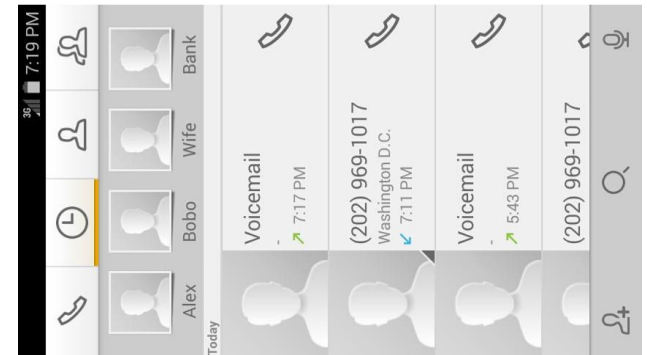 3G 7:19 PM
Alex Bobo Wife Bank
Today
Voicemail
- 
7:17 PM
(202) 969-1017
Washington D.C.
7:11 PM
Voicemail
-
5:43 PM
(202) 969-1017